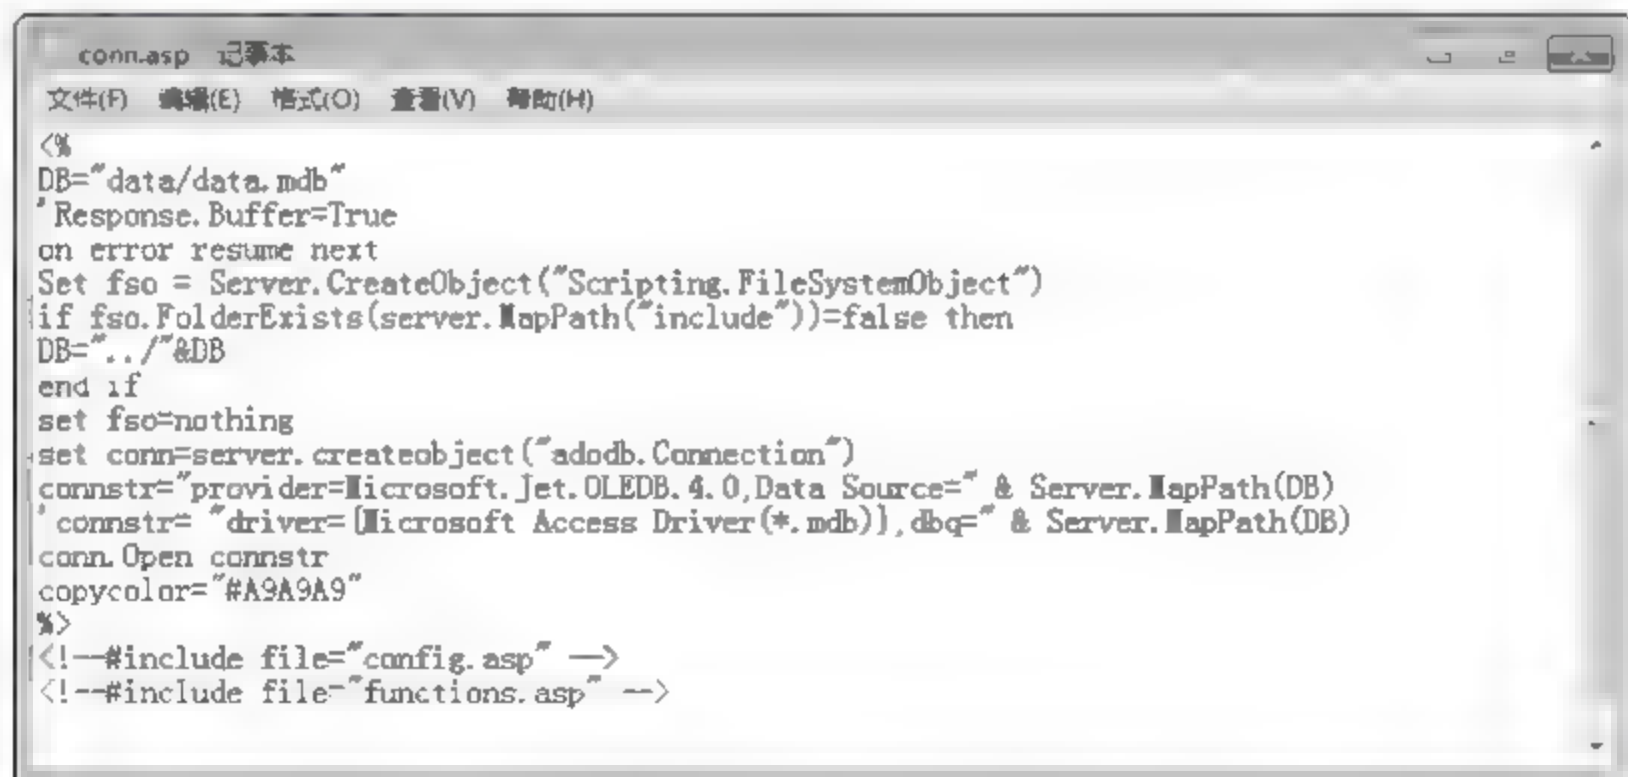 conn.asp 记事本
文件(F) 编辑(E) 格式(O) 查看(V) 帮助(H)
<%
DB="data/data.mdb"
'Response.Buffer=True
on error resume next
Set fso = Server.CreateObject("Scripting.FileSystemObject")
if fso.FolderExists(server.MapPath("include"))=false then
DB="../"&DB
end if
set fso=nothing
set conn=server.createobject("adodb.Connection")
connstr="provider=Microsoft.Jet.OLEDB.4.0,Data Source=" & Server.MapPath(DB)
'connstr= "driver={Microsoft Access Driver(*.mdb)},dbq=" & Server.MapPath(DB)
conn.Open connstr
copycolor="#A9A9A9"
%>
<!--#include file="config.asp" -->
<!--#include file="functions.asp" -->